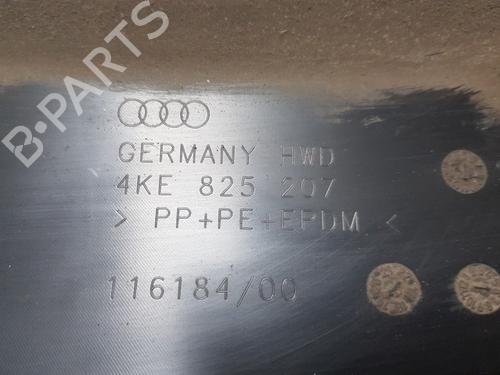 B-PARTS
GERMANY HWD
4KE 825 207
> PP+PE+EPDM <
116184/00